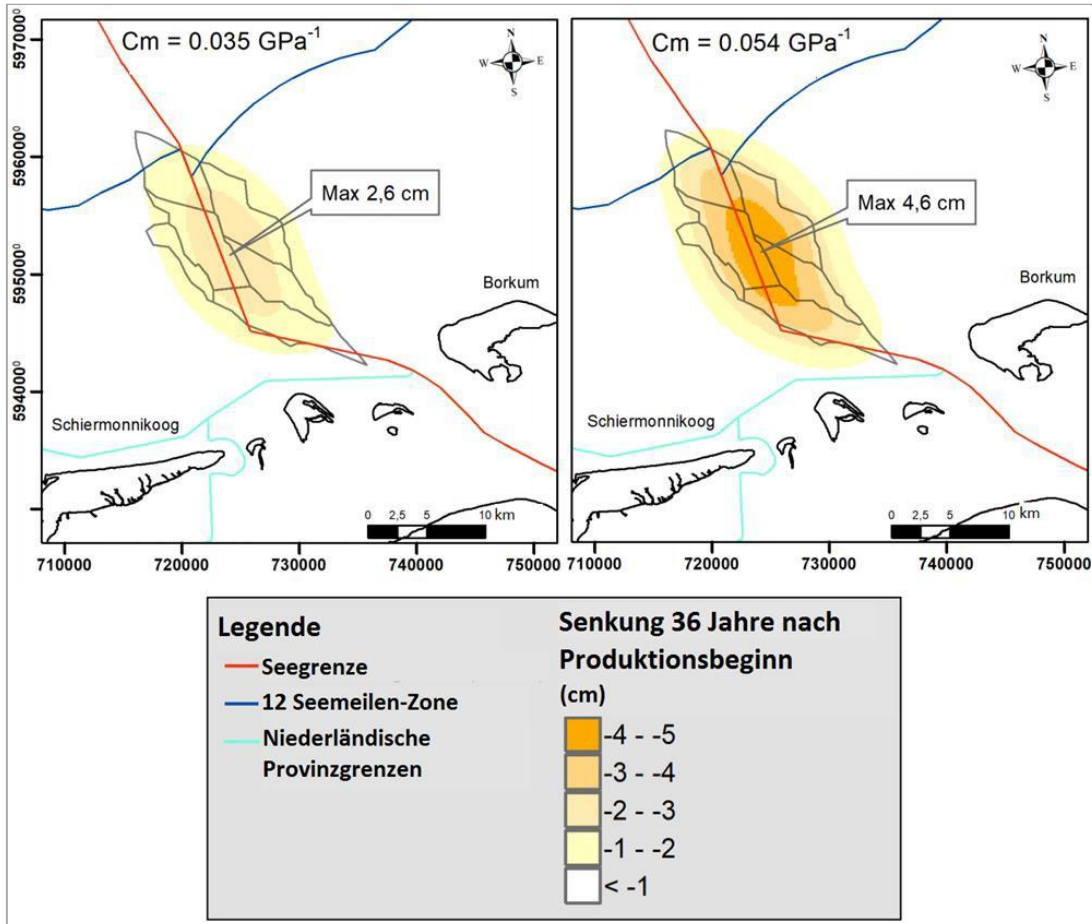 Cm = 0.035 GPa⁻¹
N
W E
S
Max 2,6 cm
Borkum
Schiermonnikoog
0 2,5 5 10 km
5970000
5960000
5950000
5940000
710000 720000 730000 740000 750000
Cm = 0.054 GPa⁻¹
N
W E
S
Max 4,6 cm
Borkum
Schiermonnikoog
0 2,5 5 10 km
710000 720000 730000 740000 750000
Legende
Seegrenze
12 Seemeilen-Zone
Niederländische
Provinzgrenzen
Senkung 36 Jahre nach
Produktionsbeginn
(cm)
-4 - -5
-3 - -4
-2 - -3
-1 - -2
< -1